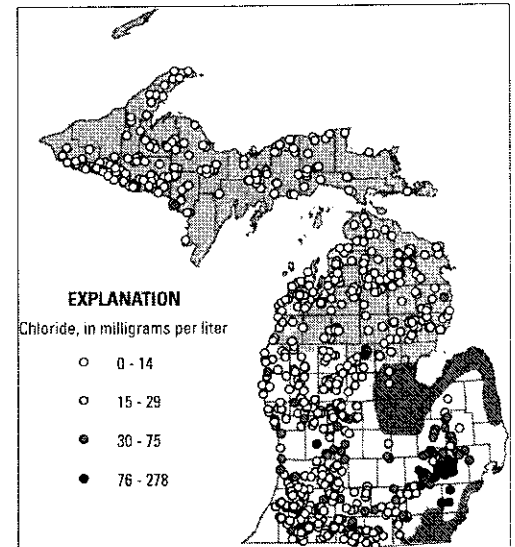 EXPLANATION
Chloride, in milligrams per liter
0 - 14
15 - 29
30 - 75
76 - 278